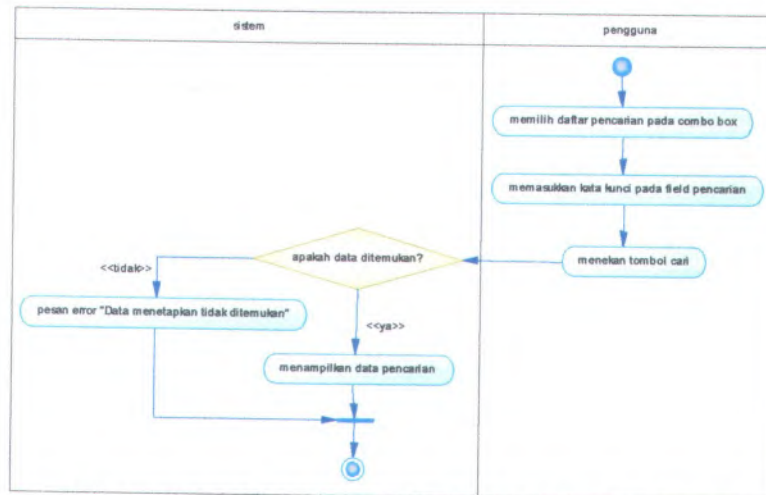 sistem
pengguna
memilih daftar pencarian pada combo box
memasukkan kata kunci pada field pencarian
menekan tombol cari
apakah data ditemukan?
<<tidak>>
pesan error "Data menetapkan tidak ditemukan"
<<ya>>
menampilkan data pencarian